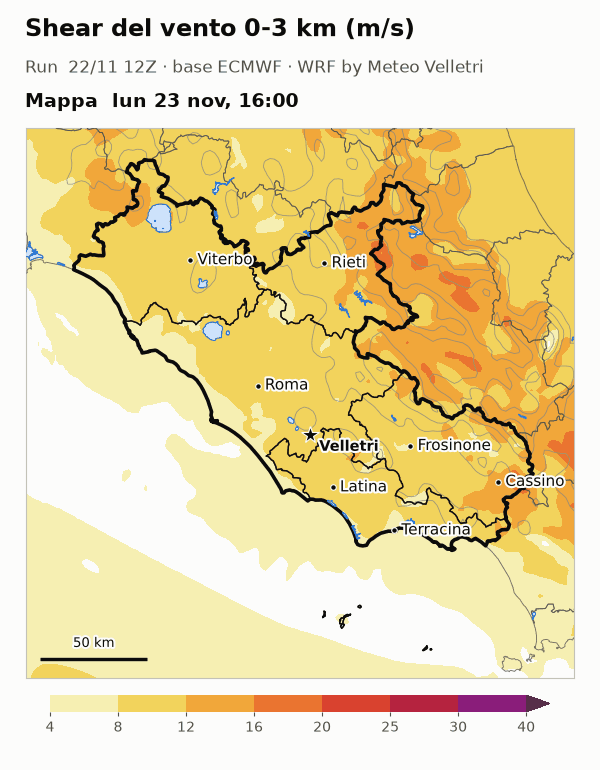 Shear del vento 0-3 km (m/s)
Run  22/11 12Z · base ECMWF · WRF by Meteo Velletri
Mappa  lun 23 nov, 16:00
Viterbo
Rieti
Roma
Velletri
Frosinone
Cassino
Latina
Terracina
50 km
4 8 12 16 20 25 30 40